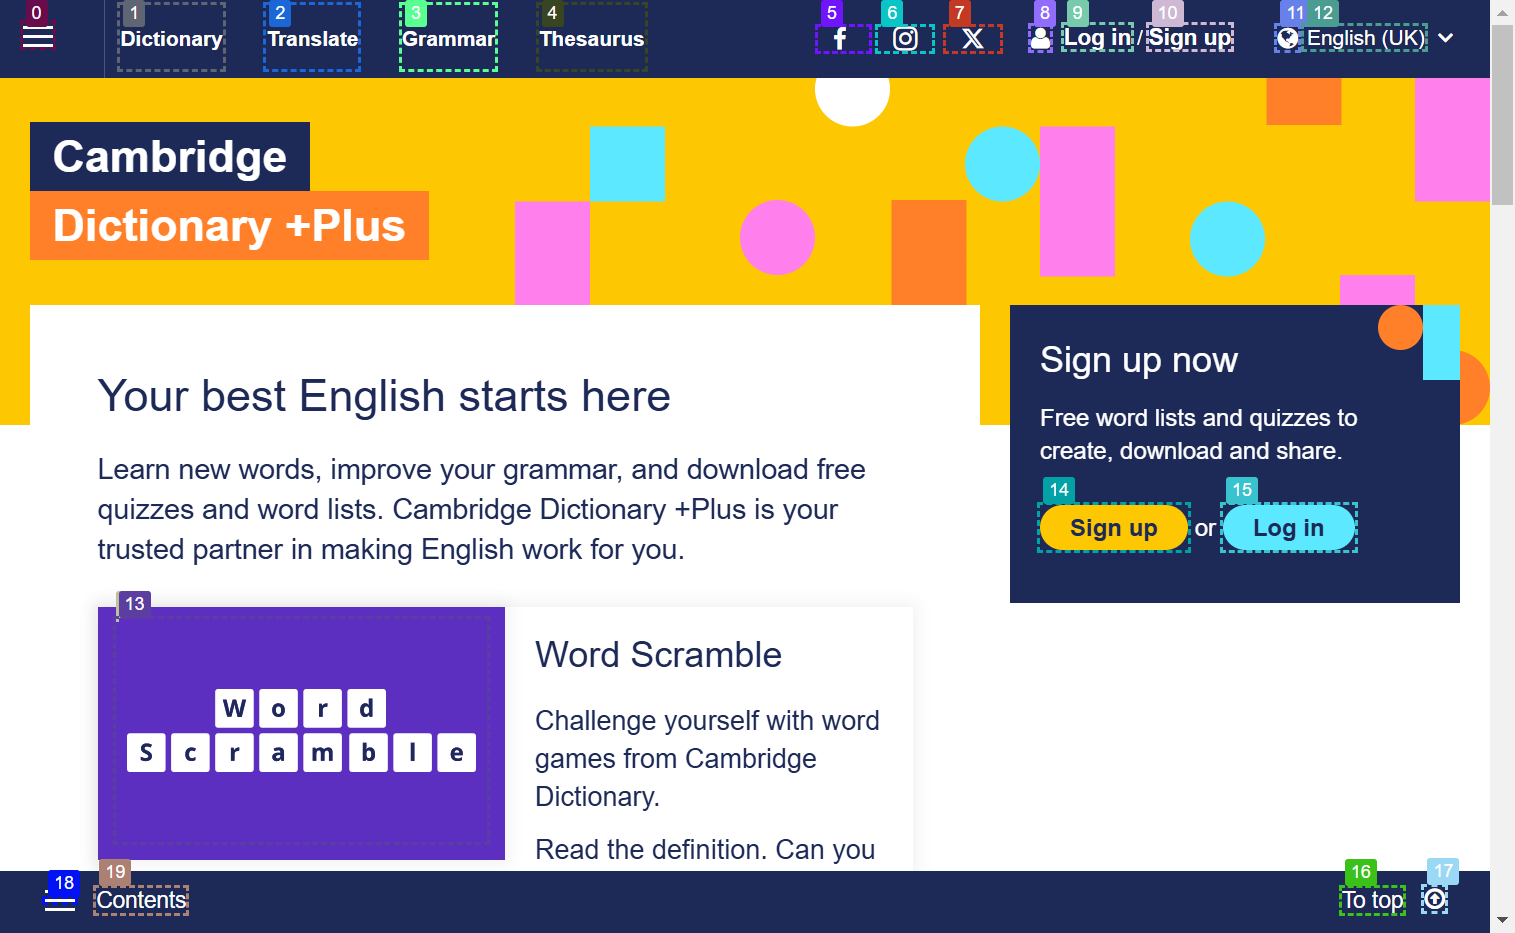 0 1 2 3 4 5 6 7 8 9 10 11 12
Dictionary Translate Grammar Thesaurus f X Log in / Sign up English (UK)
Cambridge
Dictionary +Plus
Your best English starts here
Learn new words, improve your grammar, and download free
quizzes and word lists. Cambridge Dictionary +Plus is your
trusted partner in making English work for you.
Sign up now
Free word lists and quizzes to
create, download and share.
14 15
Sign up or Log in
13
Word
Scramble
Word Scramble
Challenge yourself with word
games from Cambridge
Dictionary.
Read the definition. Can you
18 19 16 17
Contents To top